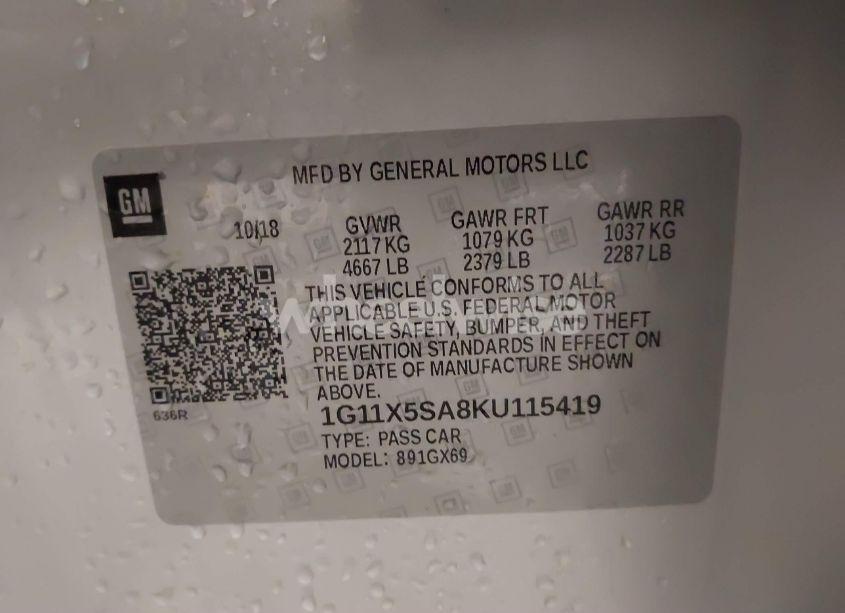 MFD BY GENERAL MOTORS LLC
GM
10/18
GVWR
2117 KG
4667 LB
GAWR FRT
1079 KG
2379 LB
GAWR RR
1037 KG
2287 LB
THIS VEHICLE CONFORMS TO ALL
APPLICABLE U.S. FEDERAL MOTOR
VEHICLE SAFETY, BUMPER, AND THEFT
PREVENTION STANDARDS IN EFFECT ON
THE DATE OF MANUFACTURE SHOWN
ABOVE.
636R
1G11X5SA8KU115419
TYPE: PASS CAR
MODEL: 891GX69